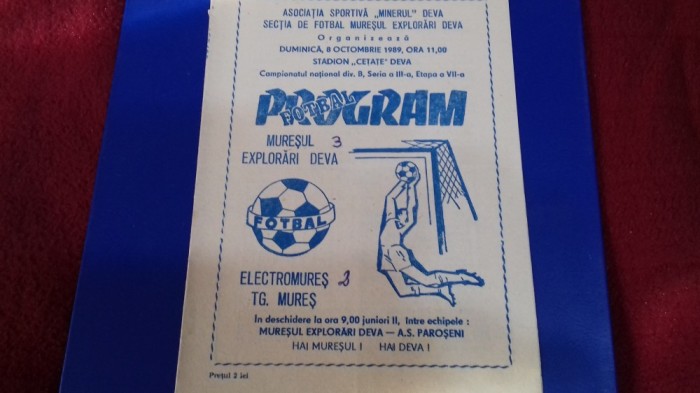 ASOCIAȚIA SPORTIVĂ „MINERUL” DEVA
SECȚIA DE FOTBAL MUREȘUL EXPLORĂRI DEVA
Organizează
DUMINICĂ, 8 OCTOMBRIE 1989, ORA 11,00
STADION „CETATE” DEVA
Campionatul național div. B, Seria a III-a, Etapa a VII-a
PROGRAM
FOTBAL
MUREȘUL 3
EXPLORĂRI DEVA
FOTBAL
ELECTROMUREȘ
TG. MUREȘ
In deschidere la ora 9,00 juniori II, între echipele :
MUREȘUL EXPLORĂRI DEVA — A.S. PAROȘENI
HAI MUREȘUL ! HAI DEVA !
Prețul 2 lei